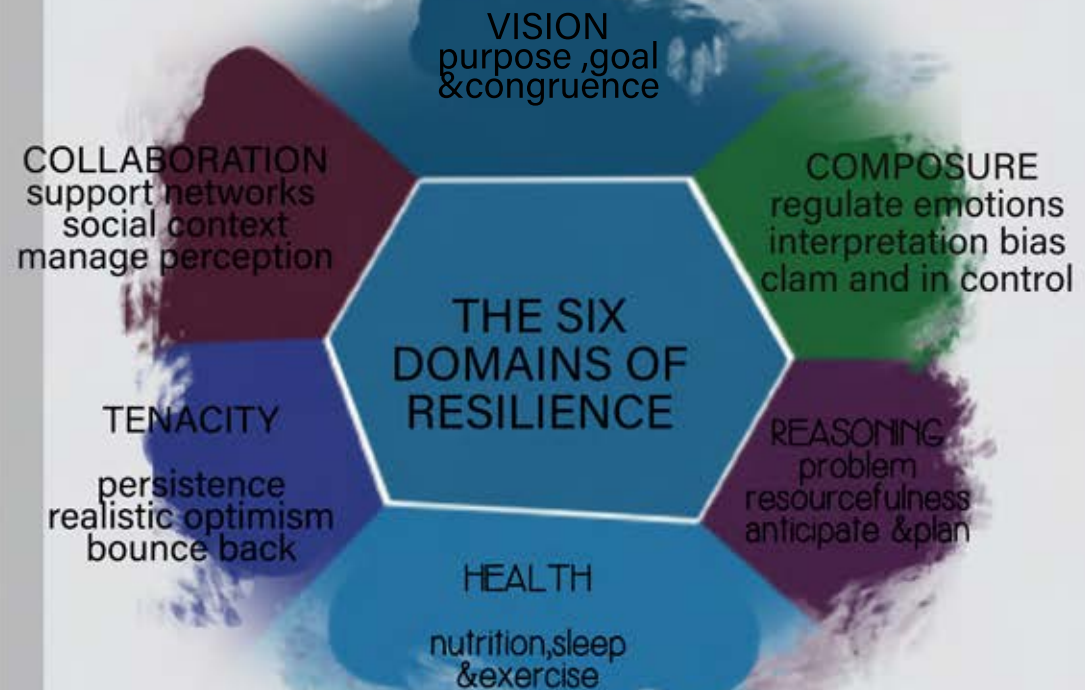 VISION
purpose ,goal
&congruence
COLLABORATION
support networks
social context
manage perception
COMPOSURE
regulate emotions
interpretation bias
clam and in control
THE SIX
DOMAINS OF
RESILIENCE
TENACITY
persistence
realistic optimism
bounce back
REASONING
problem
resourcefulness
anticipate &plan
HEALTH
nutrition,sleep
&exercise